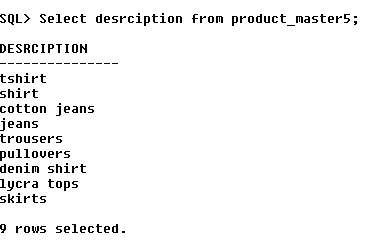 SQL> Select desrciption from product_master5;
DESRCIPTION
---------------
tshirt
shirt
cotton jeans
jeans
trousers
pullovers
denim shirt
lycra tops
skirts
9 rows selected.